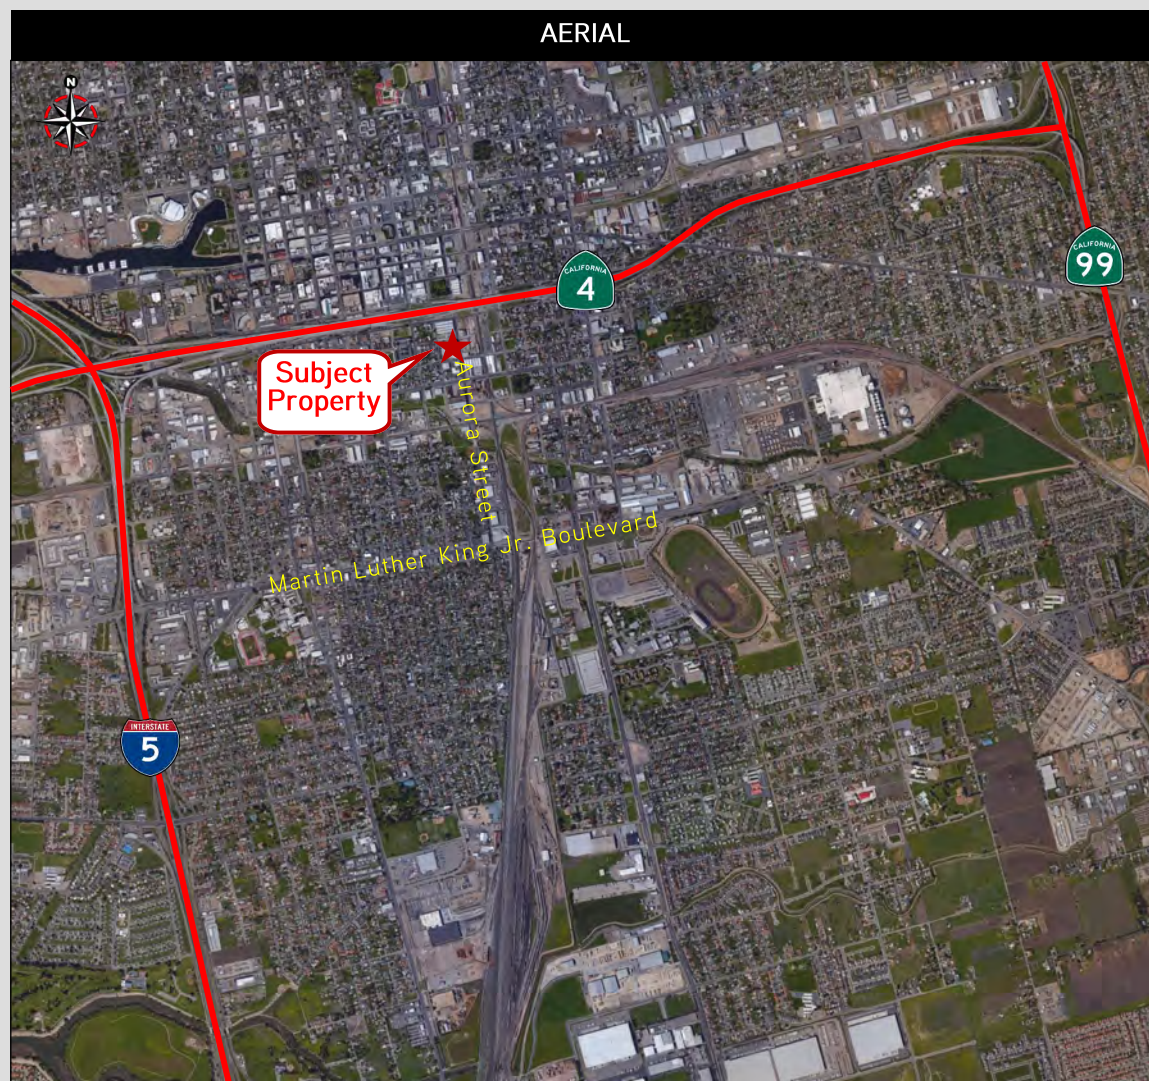 AERIAL
N
CALIFORNIA
99
CALIFORNIA
4
Subject
Property
Aurora Street
Martin Luther King Jr. Boulevard
INTERSTATE
5